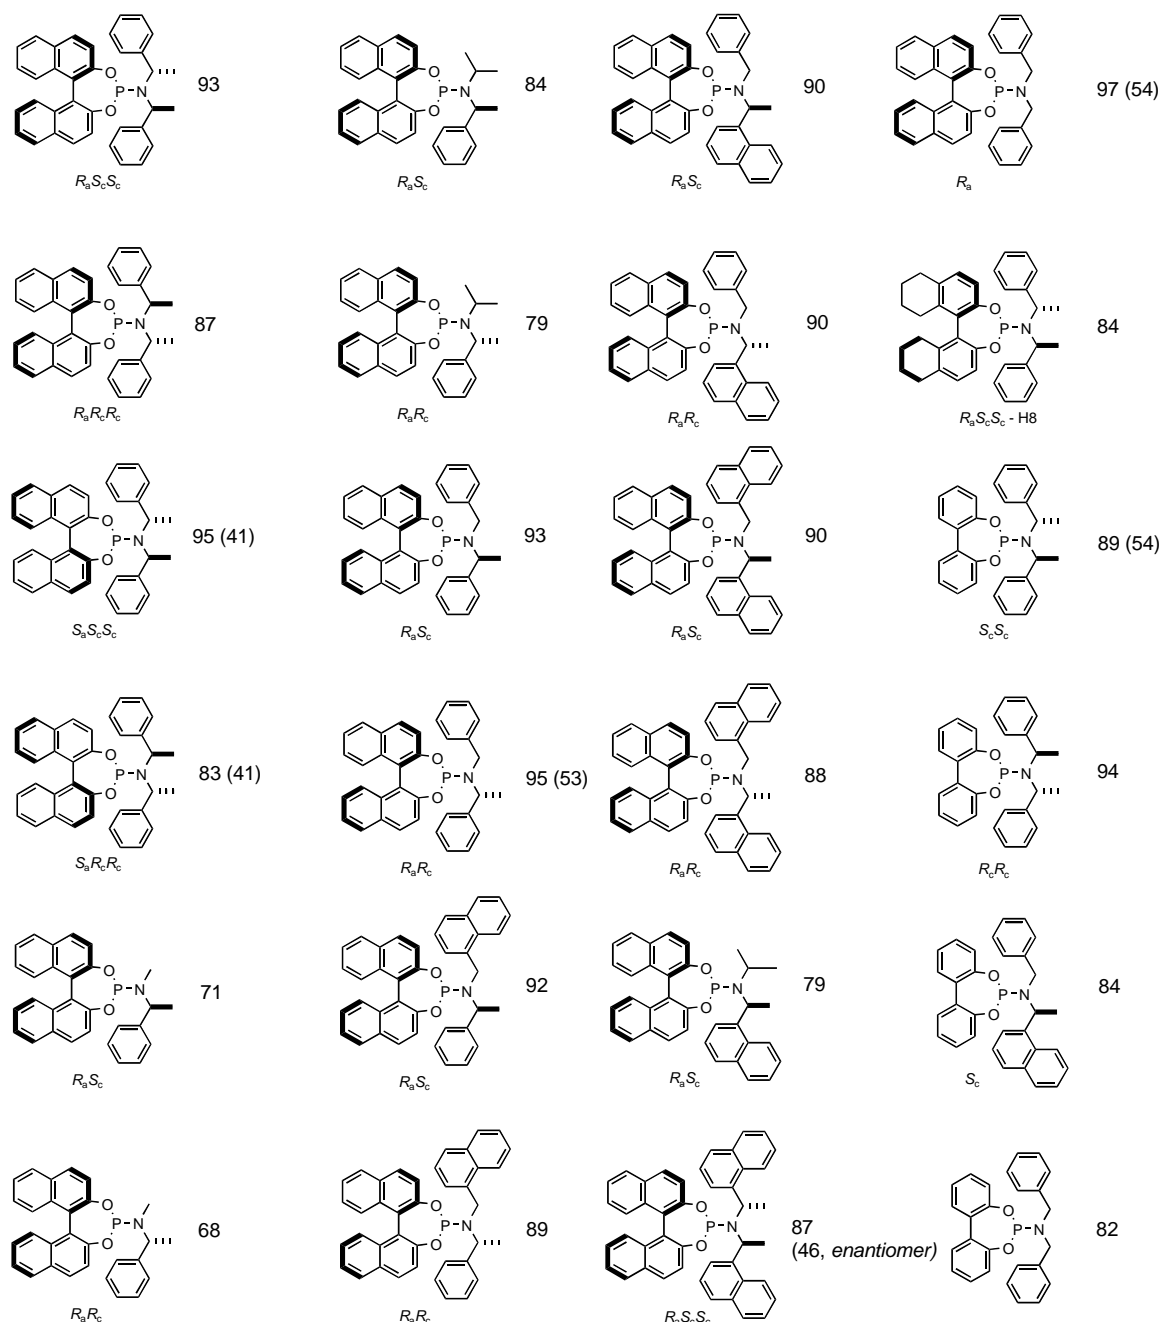 O
P N 93
O
RaScSc
O
P N 84
O
RaSc
O
P N 90
O
RaSc
O
P N 97 (54)
O
Ra
O
P N 87
O
RaRcRc
O
P N 79
O
RaRc
O
P N 90
O
RaRc
O
P N 84
O
RaScSc - H8
O
P N 95 (41)
O
SaScSc
O
P N 93
O
RaSc
O
P N 90
O
RaSc
O
P N 89 (54)
O
ScSc
O
P N 83 (41)
O
SaRcRc
O
P N 95 (53)
O
RaRc
O
P N 88
O
RaRc
O
P N 94
O
RcRc
O
P N 71
O
RaSc
O
P N 92
O
RaSc
O
P N 79
O
RaSc
O
P N 84
O
Sc
O
P N 68
O
RaRc
O
P N 89
O
RaRc
O
P N 87
O (46, enantiomer)
RaScSc
O
P N 82
O